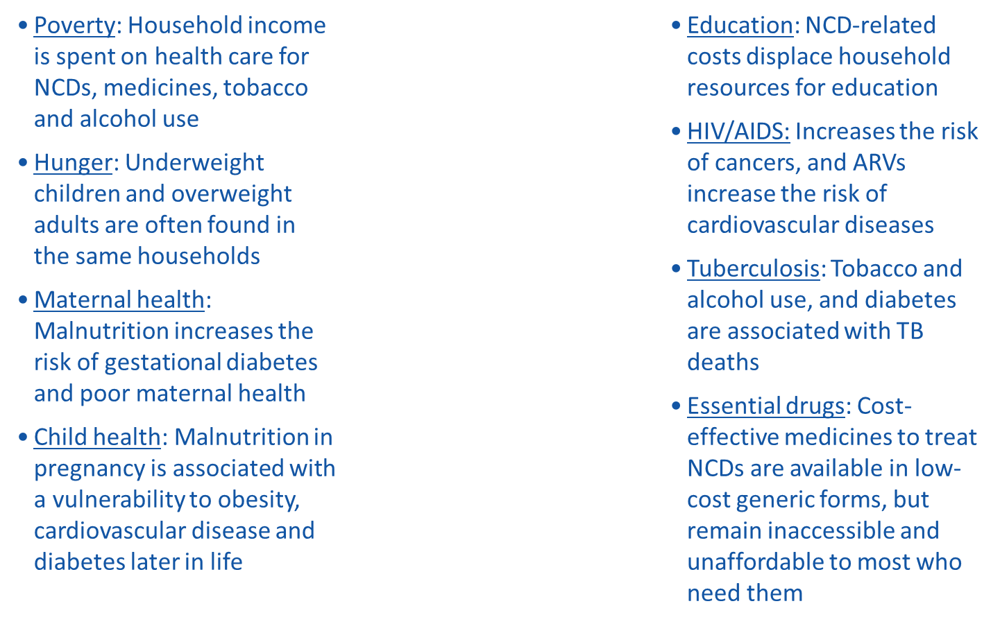 • Poverty: Household income
is spent on health care for
NCDs, medicines, tobacco
and alcohol use
• Hunger: Underweight
children and overweight
adults are often found in
the same households
• Maternal health:
Malnutrition increases the
risk of gestational diabetes
and poor maternal health
• Child health: Malnutrition in
pregnancy is associated with
a vulnerability to obesity,
cardiovascular disease and
diabetes later in life
• Education: NCD-related
costs displace household
resources for education
• HIV/AIDS: Increases the risk
of cancers, and ARVs
increase the risk of
cardiovascular diseases
• Tuberculosis: Tobacco and
alcohol use, and diabetes
are associated with TB
deaths
• Essential drugs: Cost-
effective medicines to treat
NCDs are available in low-
cost generic forms, but
remain inaccessible and
unaffordable to most who
need them